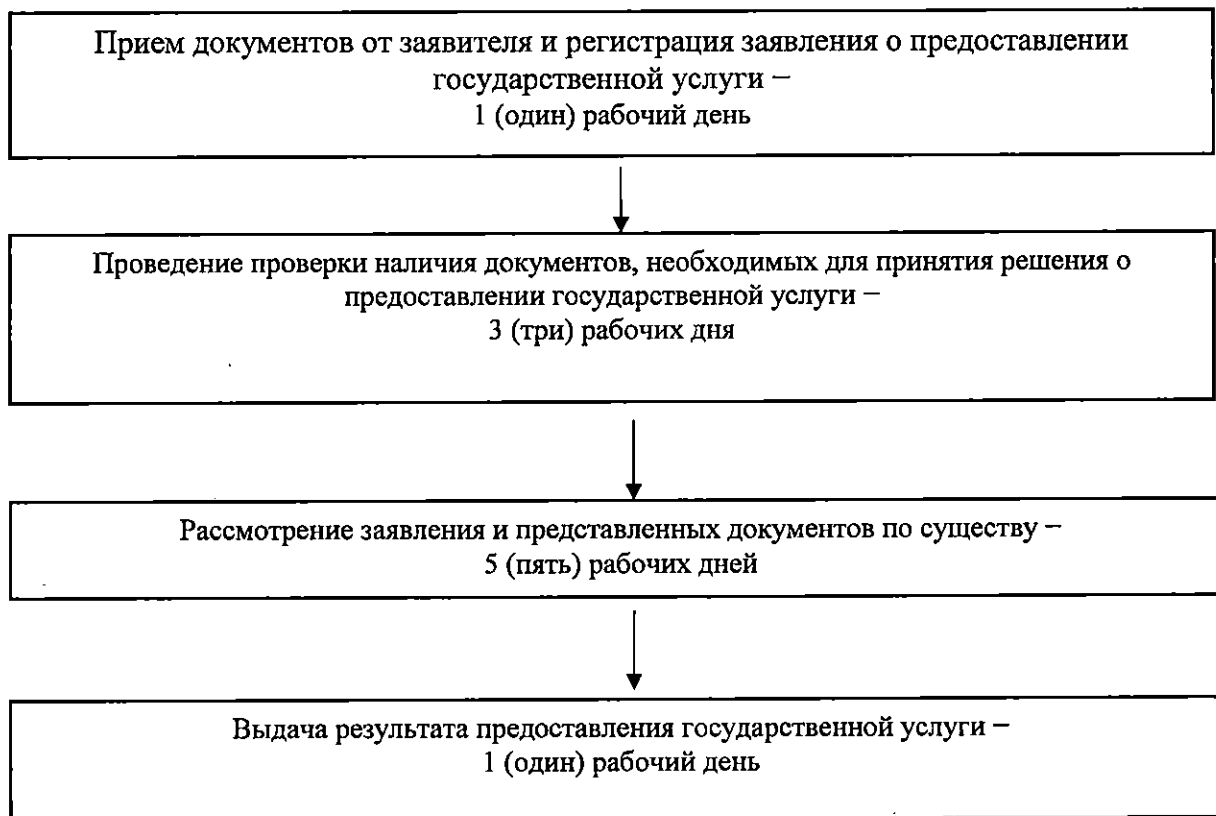 Прием документов от заявителя и регистрация заявления о предоставлении
государственной услуги –
1 (один) рабочий день
Проведение проверки наличия документов, необходимых для принятия решения о
предоставлении государственной услуги –
3 (три) рабочих дня
Рассмотрение заявления и представленных документов по существу –
5 (пять) рабочих дней
Выдача результата предоставления государственной услуги –
1 (один) рабочий день